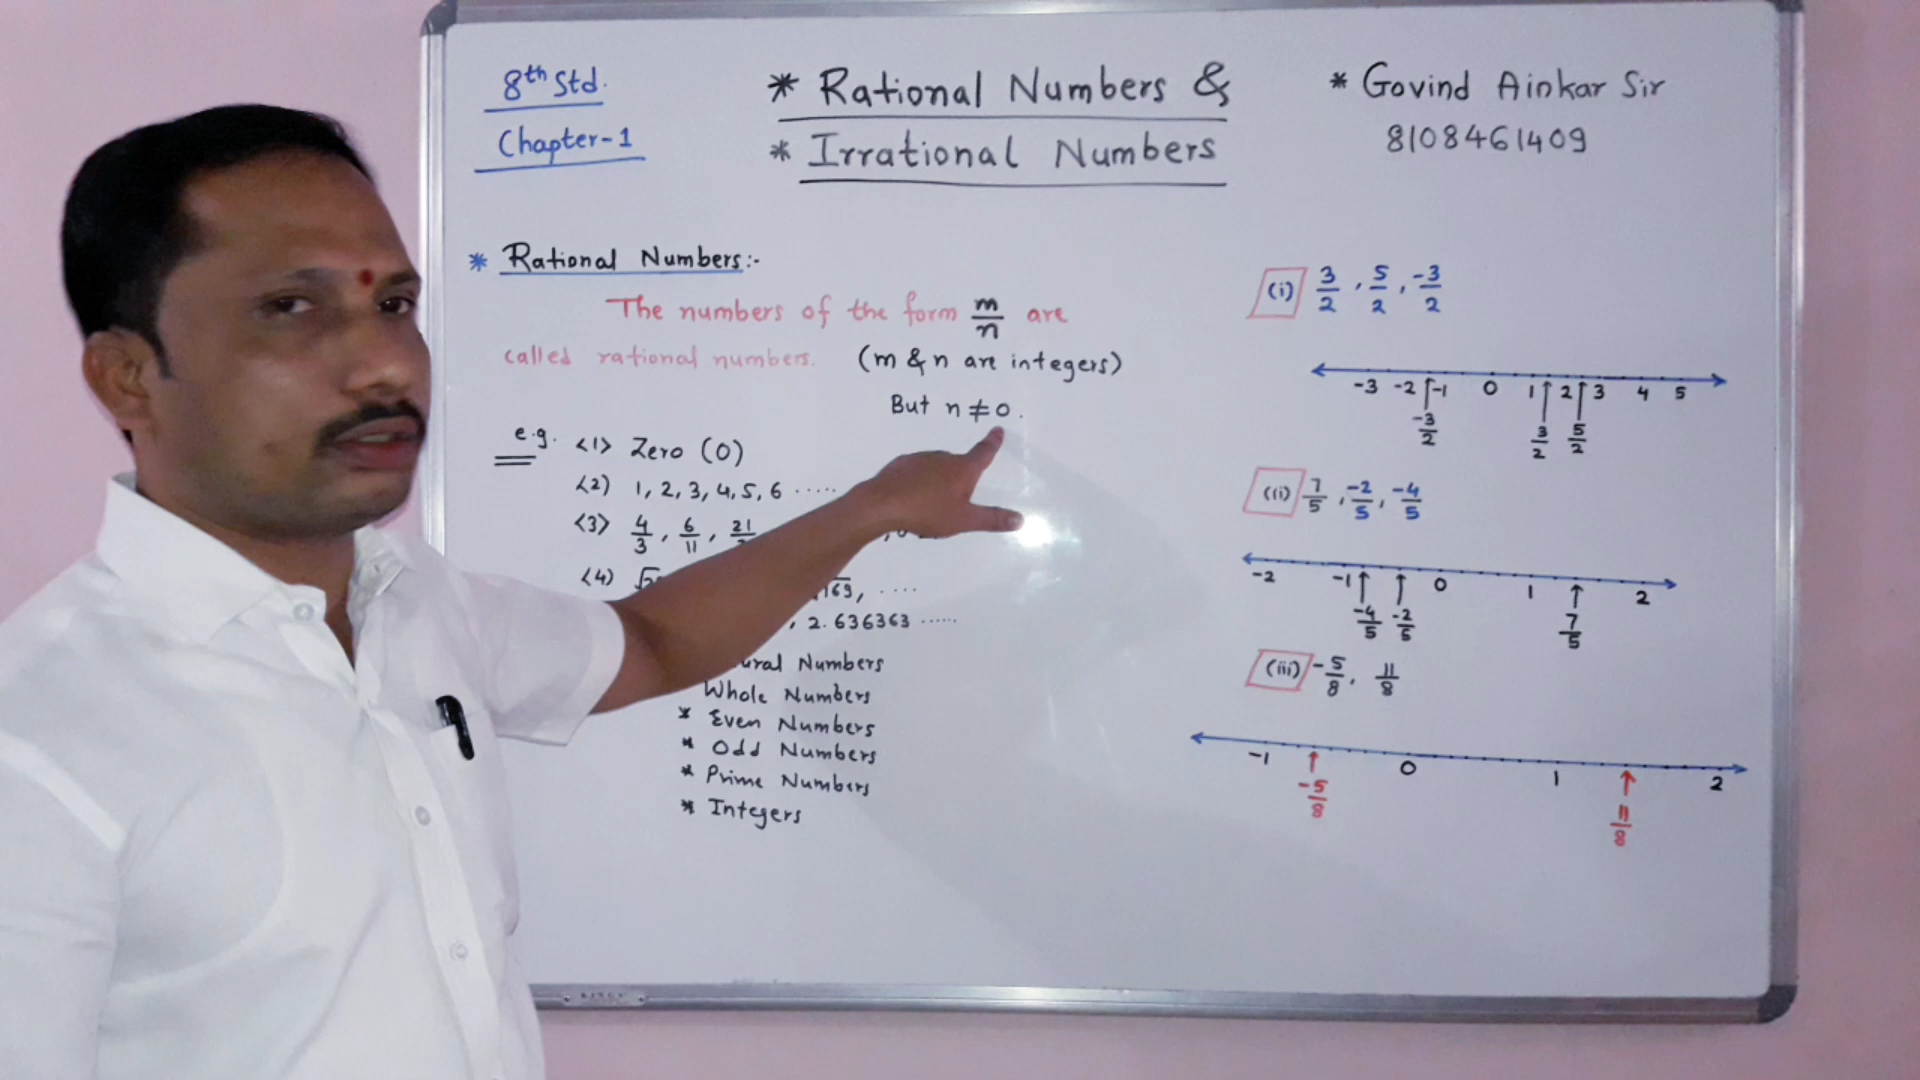 8th Std.
Chapter-1
* Rational Numbers &
* Irrational Numbers
* Govind Ainkar Sir
8108461409
* Rational Numbers:-
The numbers of the form m/n are
called rational numbers. (m & n are integers)
But n ≠ 0.
e.g. <1> Zero (0)
<2) 1, 2, 3, 4, 5, 6 .....
<3> 4/3, 6/11, 21
<4)
169, ....
, 2.636363 ......
Numbers
Whole Numbers
* Even Numbers
* Odd Numbers
* Prime Numbers
* Integers
(i) 3/2, 5/2, -3/2
-3 -2 -1 0 1 2 3 4 5
-3/2 3/2 5/2
(ii) 7/5, -2/5, -4/5
-2 -1 0 1 2
-4/5 -2/5 7/5
(iii) -5/8, 11/8
-1 0 1 2
-5/8 11/8